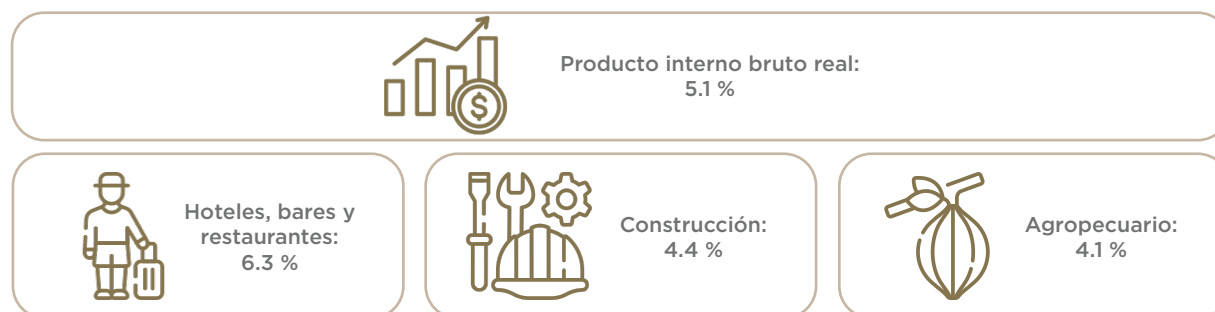 Producto interno bruto real:
5.1 %
Hoteles, bares y
restaurantes:
6.3 %
Construcción:
4.4 %
Agropecuario:
4.1 %
$